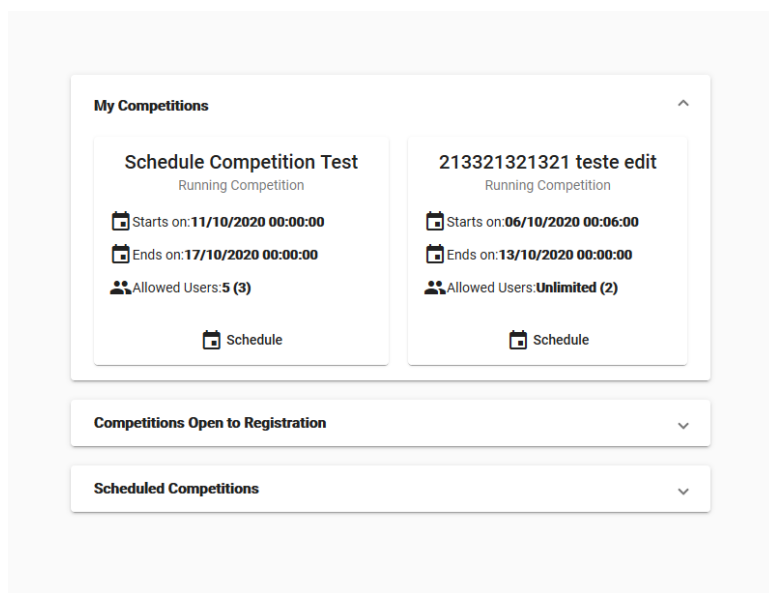 My Competitions
Schedule Competition Test
Running Competition
Starts on:11/10/2020 00:00:00
Ends on:17/10/2020 00:00:00
Allowed Users:5 (3)
Schedule
213321321321 teste edit
Running Competition
Starts on:06/10/2020 00:06:00
Ends on:13/10/2020 00:00:00
Allowed Users:Unlimited (2)
Schedule
Competitions Open to Registration
Scheduled Competitions